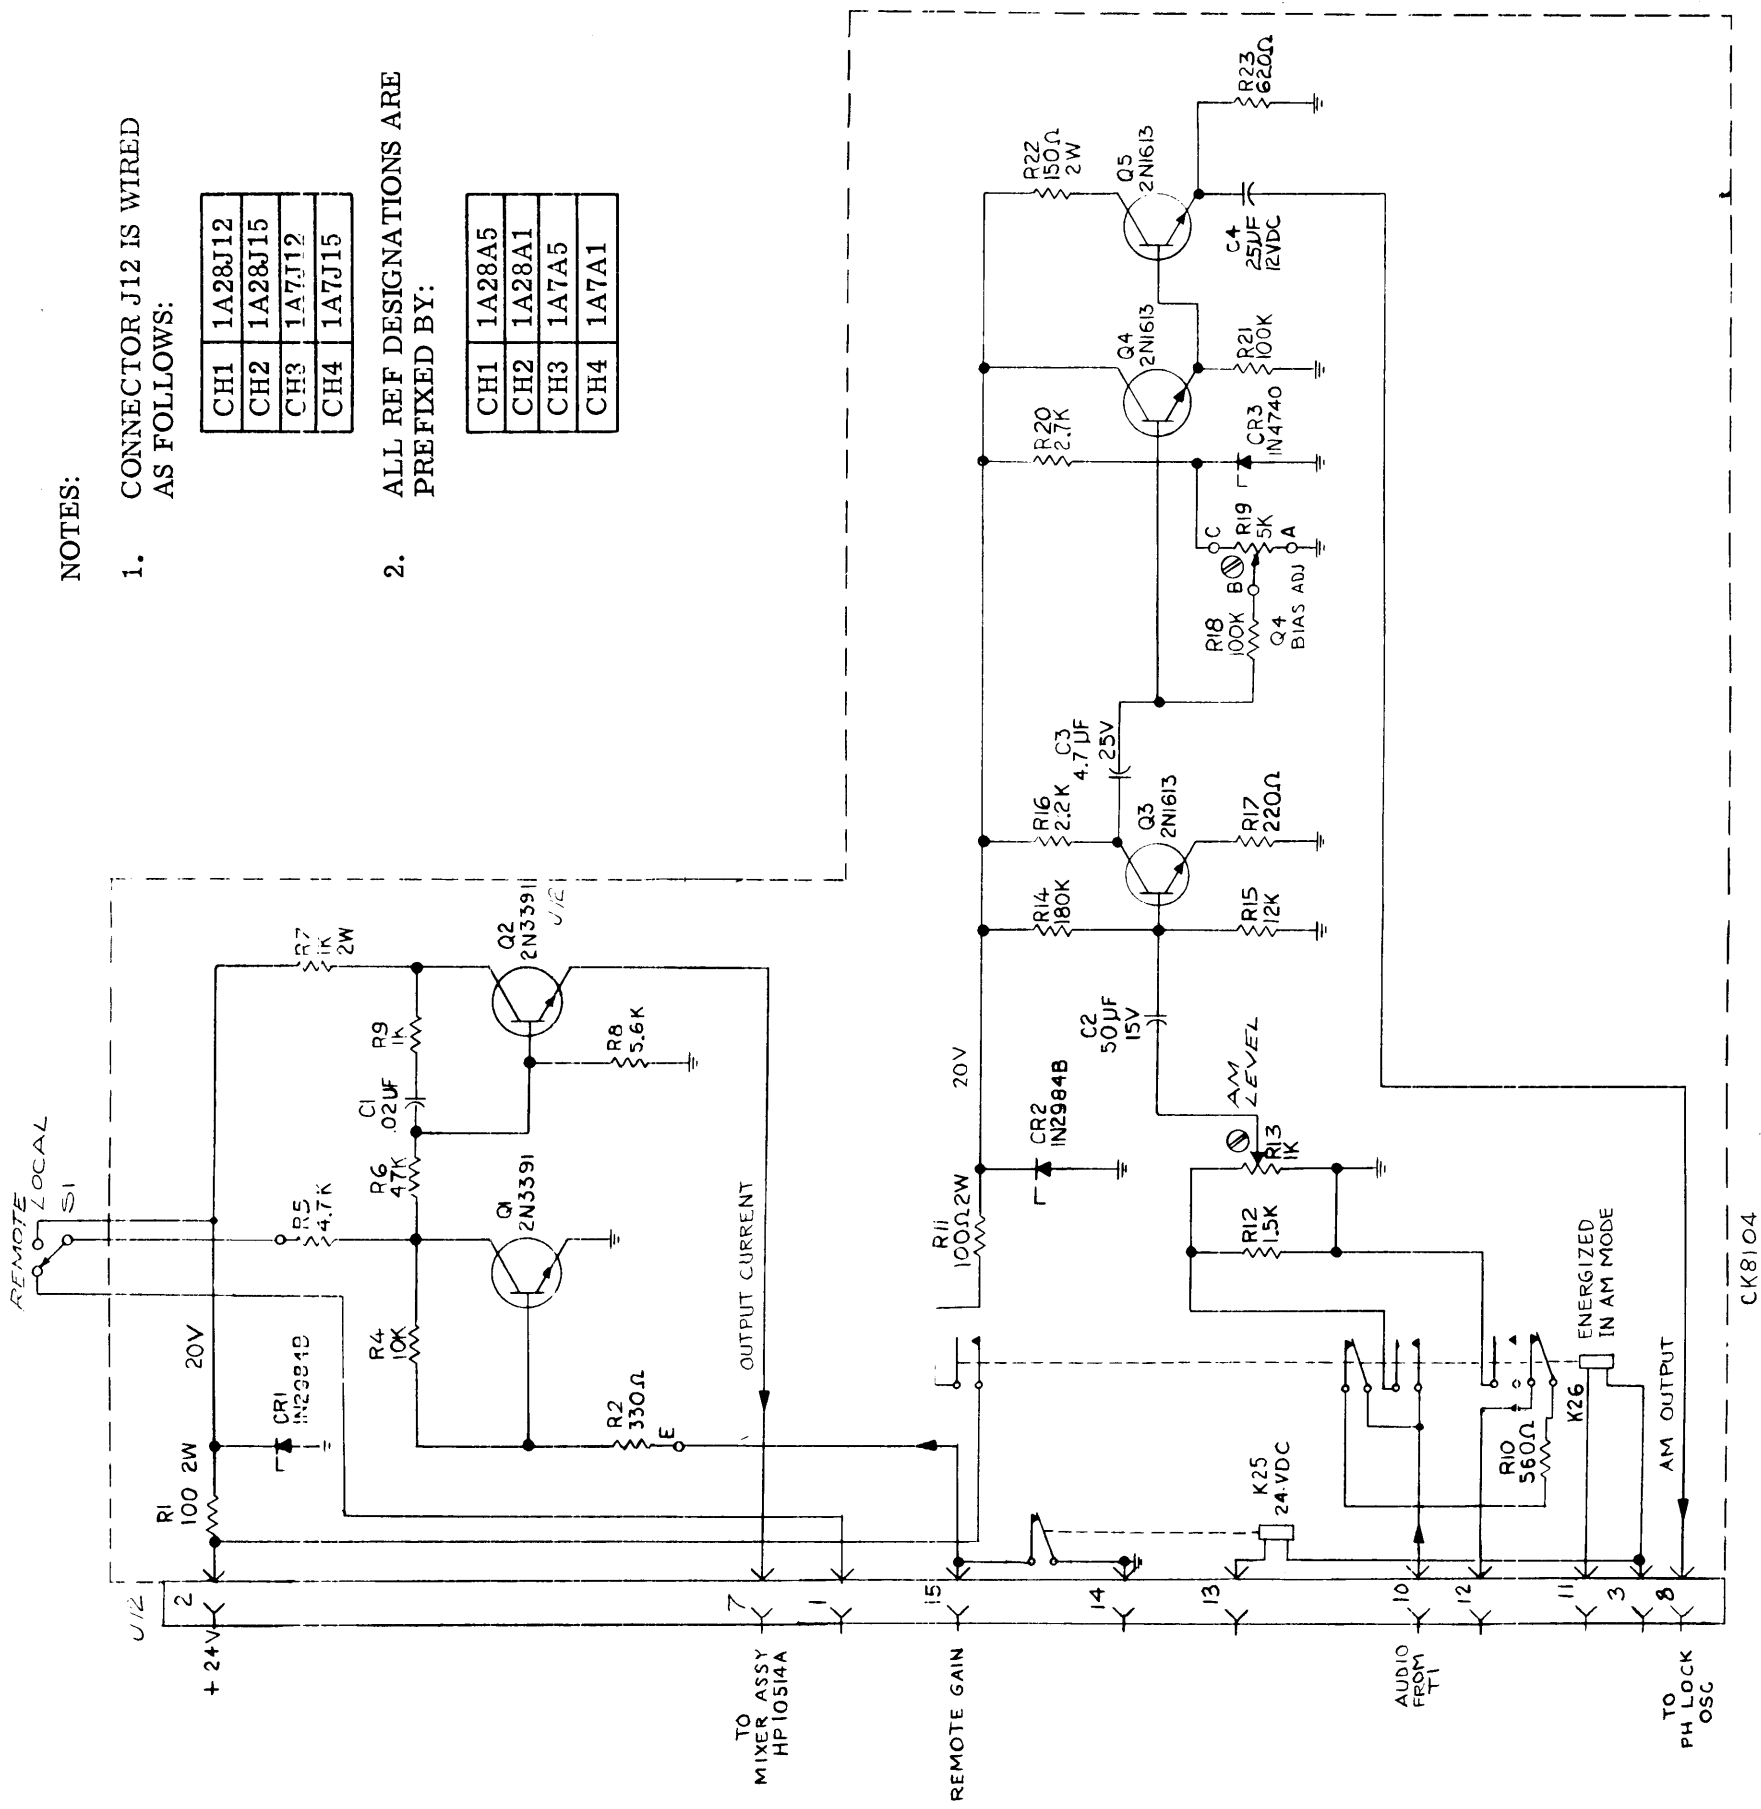 NOTES:
1. CONNECTOR J12 IS WIRED
AS FOLLOWS:
CH1 1A28J12
CH2 1A28J15
CH3 1A7J12
CH4 1A7J15
2. ALL REF DESIGNATIONS ARE
PREFIXED BY:
CH1 1A28A5
CH2 1A28A1
CH3 1A7A5
CH4 1A7A1
J12
+24V
2
R1
100 2W
CR1
1N2984B
20V
REMOTE
LOCAL
S1
R5
4.7K
R4
10K
R6
47K
C1
.02UF
R9
1K
R7
1K
2W
Q1
2N3391
Q2
2N3391
J12
R8
5.6K
R2
330Ω
E
OUTPUT CURRENT
TO
MIXER ASSY
HP10514A
7
1
REMOTE GAIN
15
14
13
K25
24.VDC
R11
100Ω2W
20V
CR2
1N2984B
R14
180K
R16
2.2K
R20
2.7K
R22
150Ω
2W
C2
50µF
15V
Q3
2N1613
C3
4.7µF
25V
Q4
2N1613
Q5
2N1613
R15
12K
R17
220Ω
R18
100K
B
C
R19
5K
A
Q4
BIAS ADJ
CR3
1N4740
R21
100K
C4
25µF
12VDC
R23
620Ω
AM
LEVEL
R13
1K
R12
1.5K
AUDIO
FROM
T1
10
12
R10
560Ω
K26
ENERGIZED
IN AM MODE
11
3
8
AM OUTPUT
TO
PH LOCK
OSC
CK8104